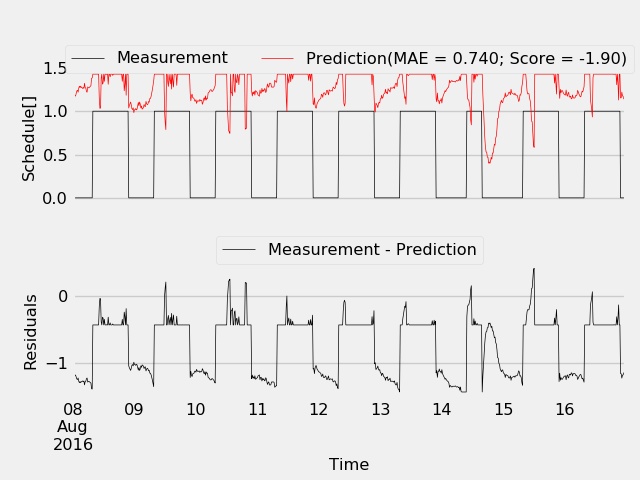 Measurement Prediction(MAE = 0.740; Score = -1.90)
1.5
1.0
0.5
0.0
Schedule[]
Measurement - Prediction
0
−1
Residuals
08 09 10 11 12 13 14 15 16
Aug
2016
Time